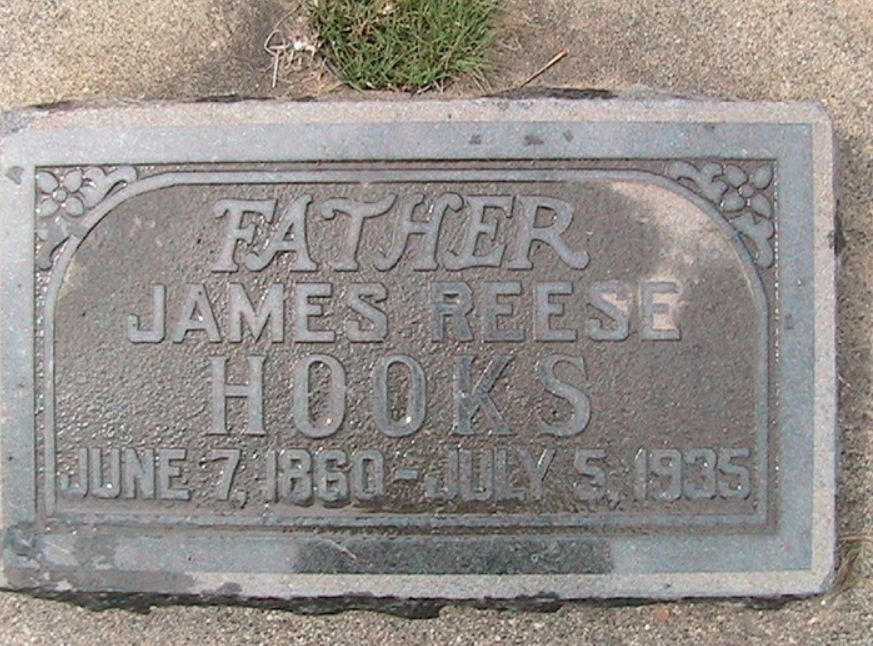 FATHER
JAMES REESE
HOOKS
JUNE 7, 1860 - JULY 5, 1935